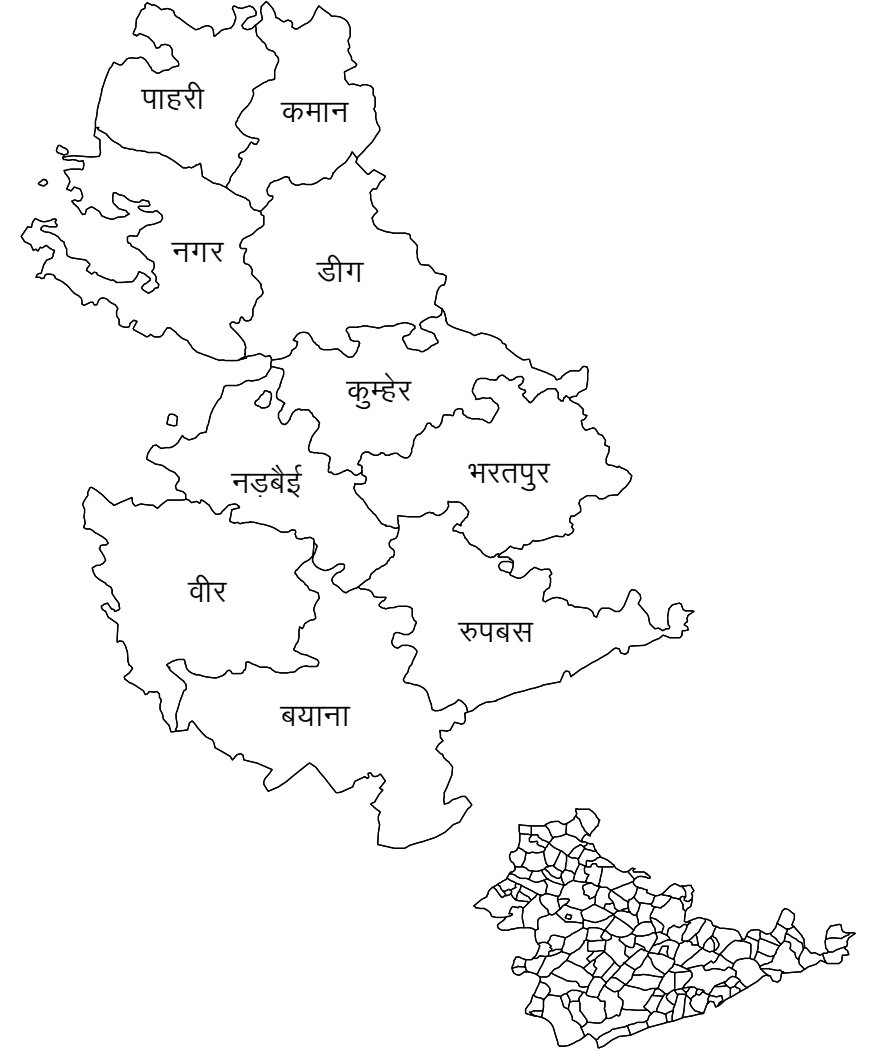 पाहरी
कमान
नगर
डीग
कुम्हेर
नड़बैई
भरतपुर
वीर
रुपबस
बयाना